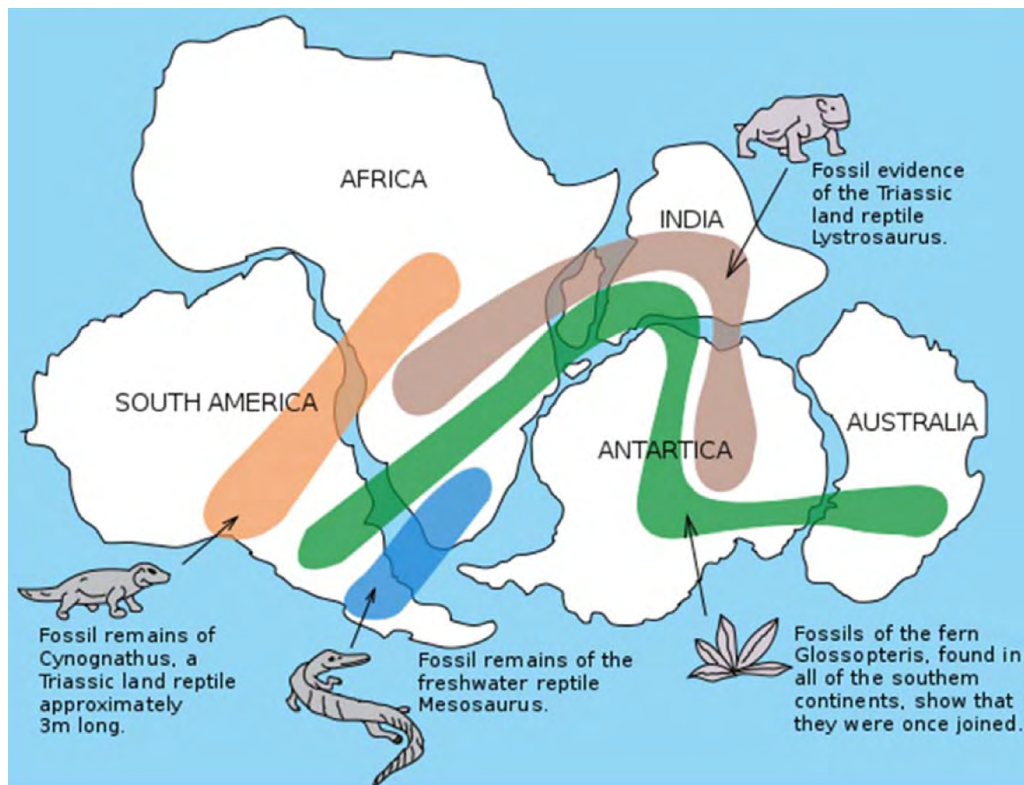 AFRICA
INDIA
Fossil evidence
of the Triassic
land reptile
Lystrosaurus.
SOUTH AMERICA
ANTARTICA
AUSTRALIA
Fossil remains of
Cynognathus, a
Triassic land reptile
approximately
3m long.
Fossil remains of the
freshwater reptile
Mesosaurus.
Fossils of the fern
Glossopteris, found in
all of the southern
continents, show that
they were once joined.